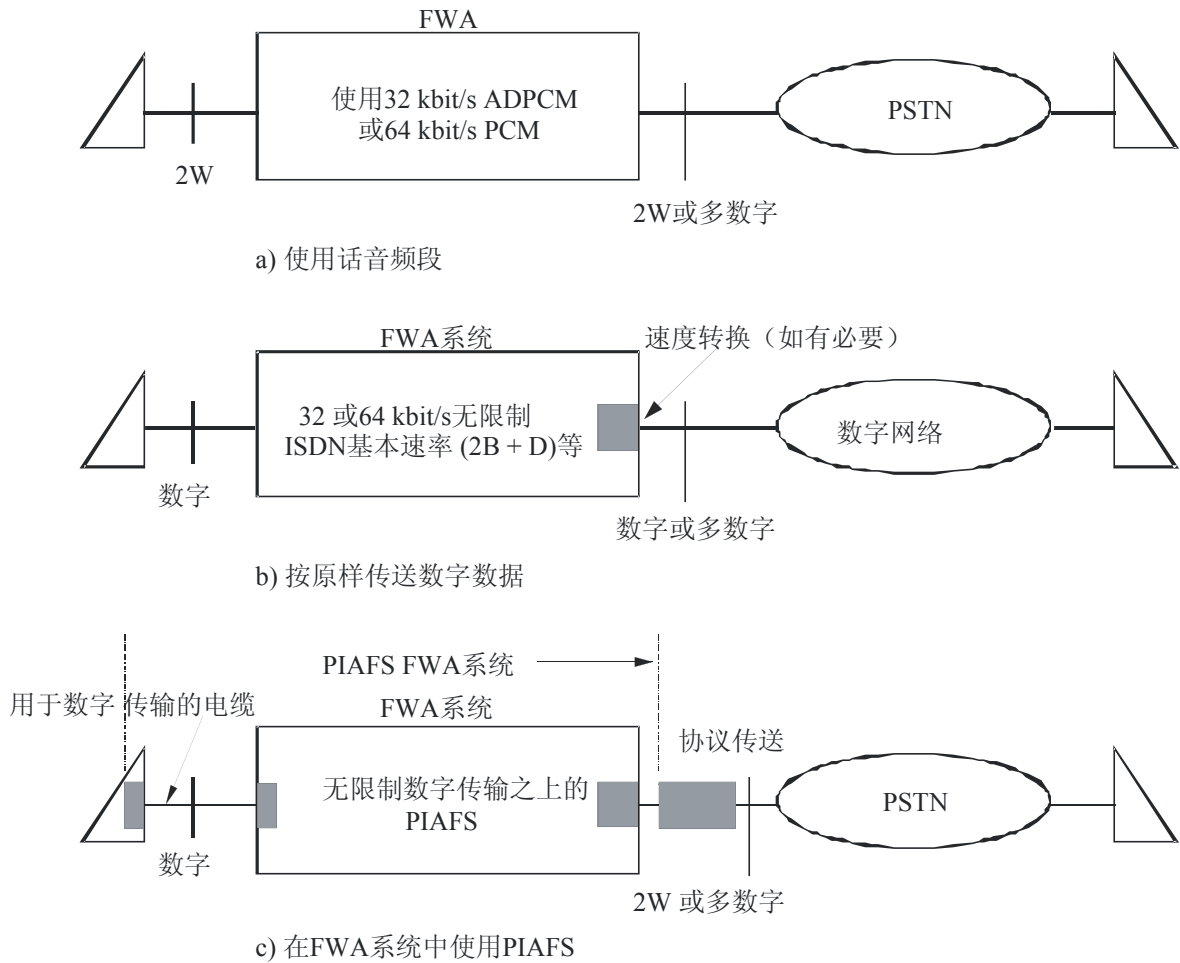 FWA
使用32 kbit/s ADPCM
或64 kbit/s PCM
PSTN
2W
2W或多数字
a) 使用话音频段
FWA系统
速度转换（如有必要）
32 或64 kbit/s无限制
ISDN基本速率 (2B + D)等
数字网络
数字
数字或多数字
b) 按原样传送数字数据
PIAFS FWA系统
用于数字 传输的电缆
FWA系统
协议传送
无限制数字传输之上的
PIAFS
PSTN
数字
2W 或多数字
c) 在FWA系统中使用PIAFS